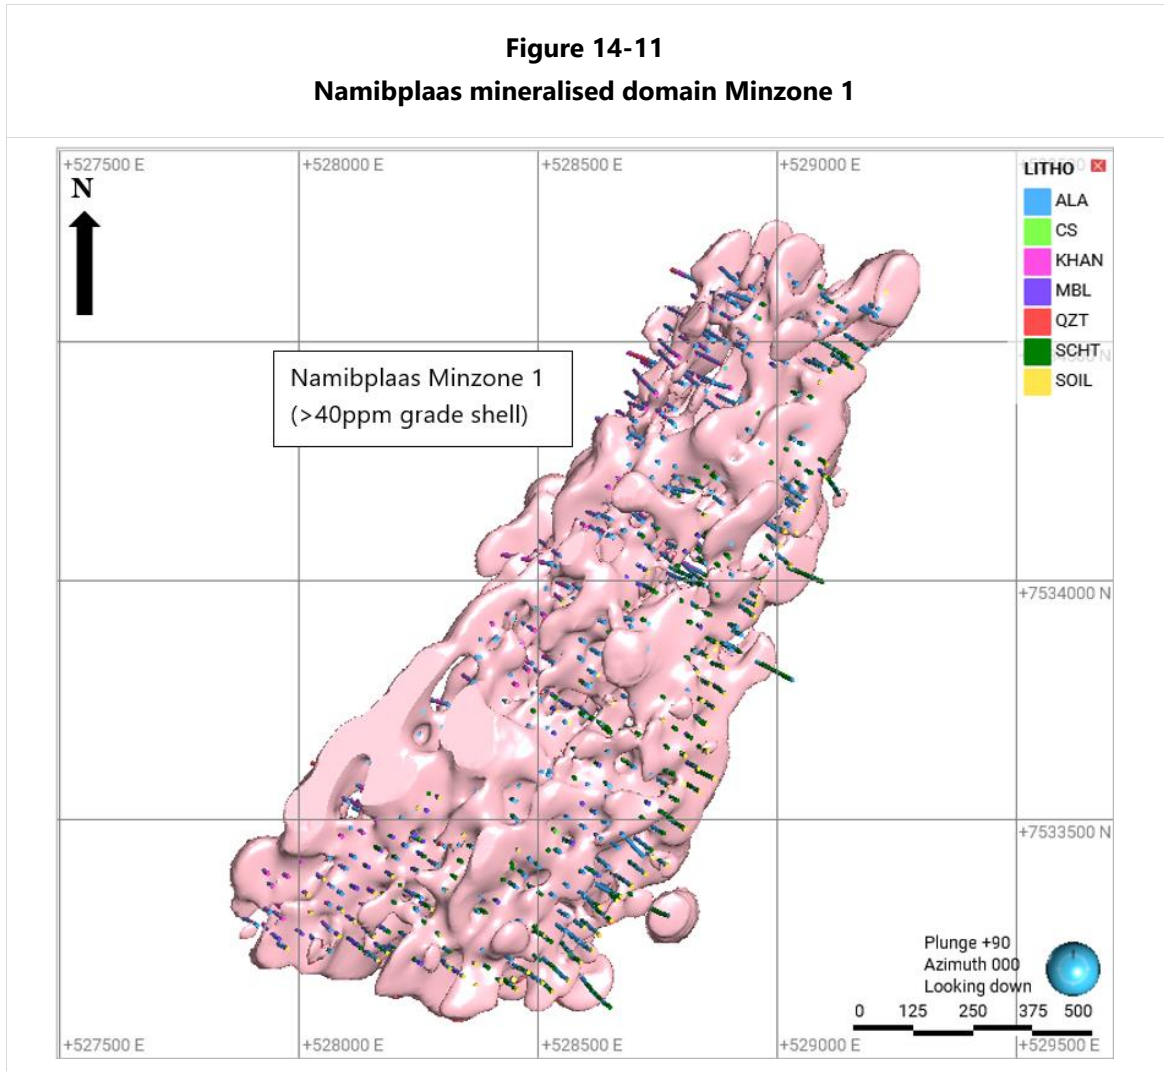 Figure 14-11
Namibplaas mineralised domain Minzone 1
+527500 E
+528000 E
+528500 E
+529000 E
N
LITHO
ALA
CS
KHAN
MBL
QZT
SCHT
SOIL
Namibplaas Minzone 1
(>40ppm grade shell)
+7534000 N
+7533500 N
Plunge +90
Azimuth 000
Looking down
0 125 250 375 500
+527500 E
+528000 E
+528500 E
+529000 E
+529500 E